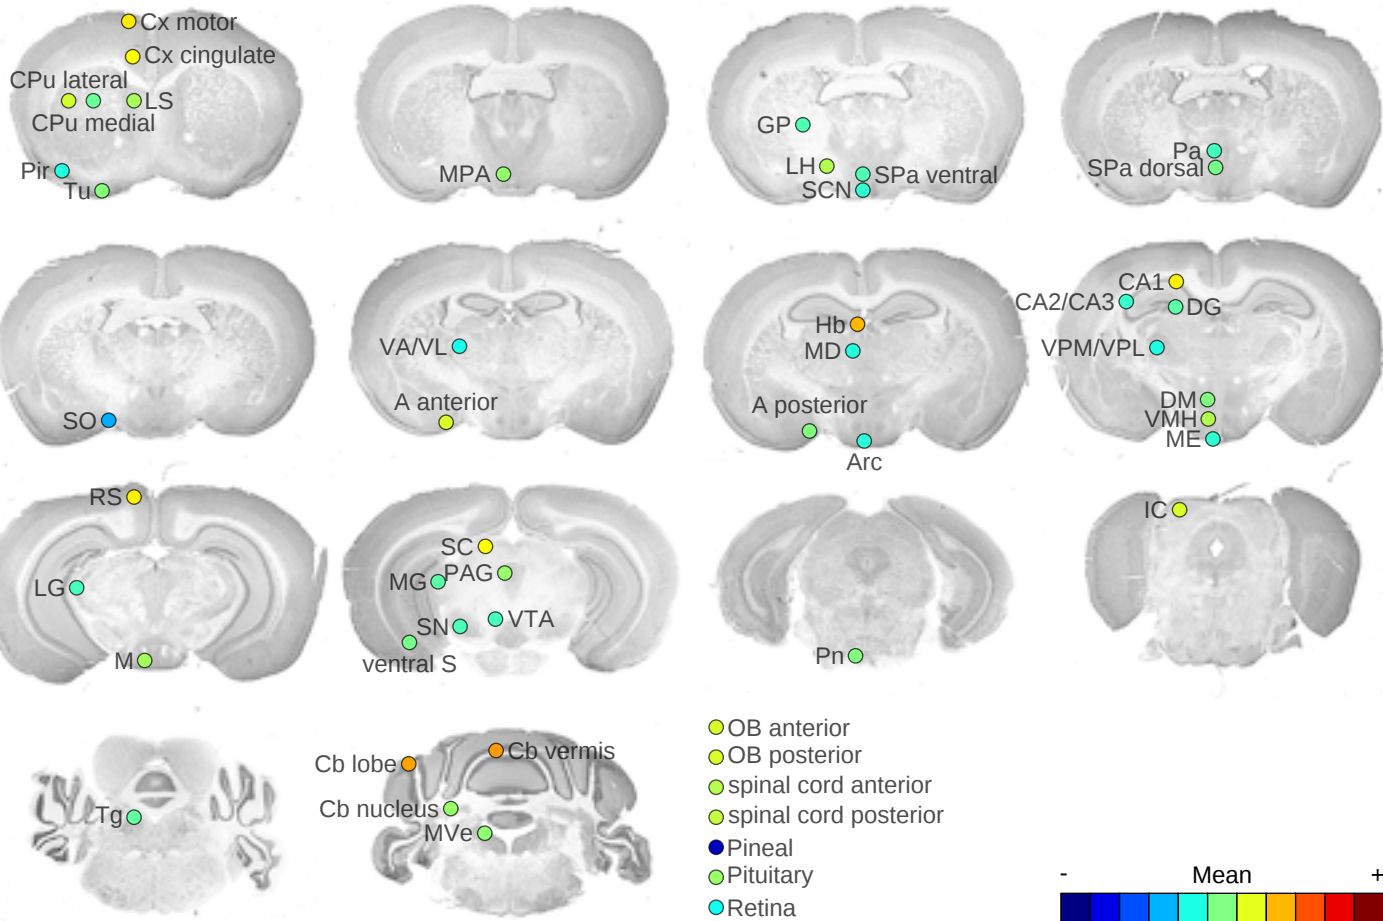 Cx motor
Cx cingulate
CPu lateral
LS
CPu medial
Pir
Tu
MPA
GP
LH
SPa ventral
SCN
Pa
SPa dorsal
SO
VA/VL
A anterior
Hb
MD
A posterior
Arc
CA1
CA2/CA3
DG
VPM/VPL
DM
VMH
ME
RS
LG
M
SC
PAG
MG
SN
VTA
ventral S
Pn
IC
Tg
Cb lobe
Cb vermis
Cb nucleus
MVe
OB anterior
OB posterior
spinal cord anterior
spinal cord posterior
Pineal
Pituitary
Retina
- Mean +